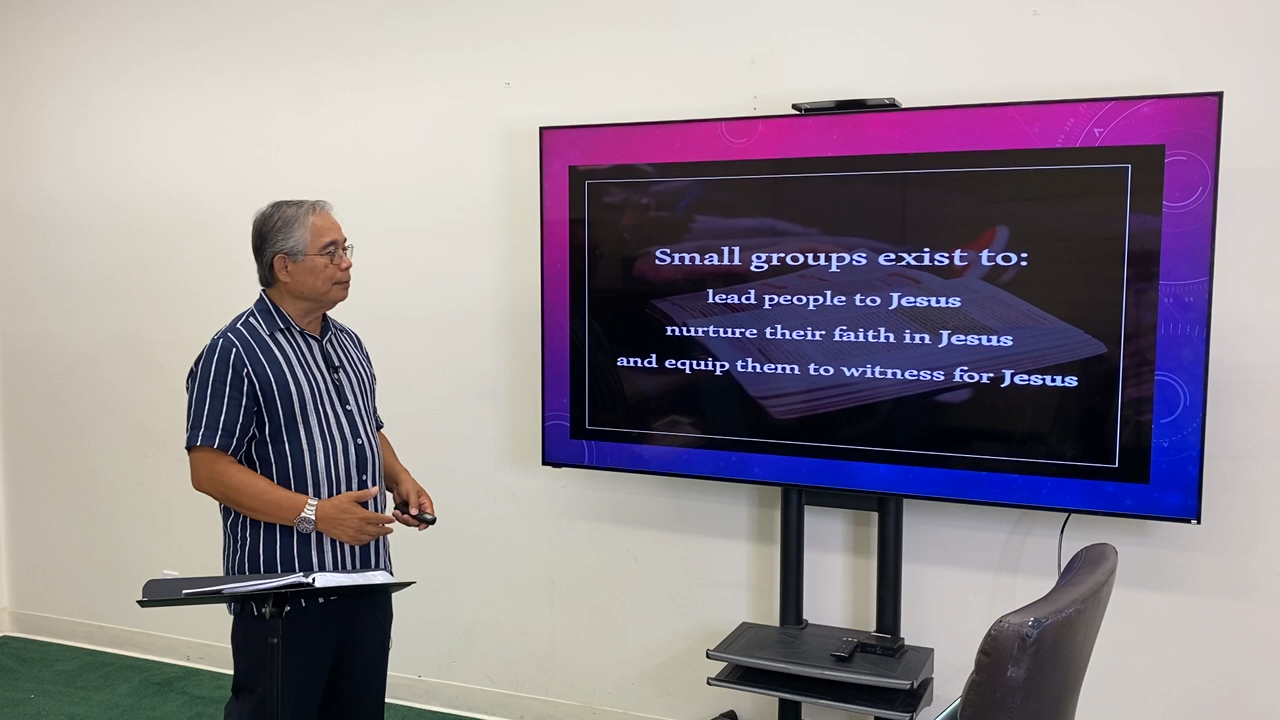 Small groups exist to:
lead people to Jesus
nurture their faith in Jesus
and equip them to witness for Jesus